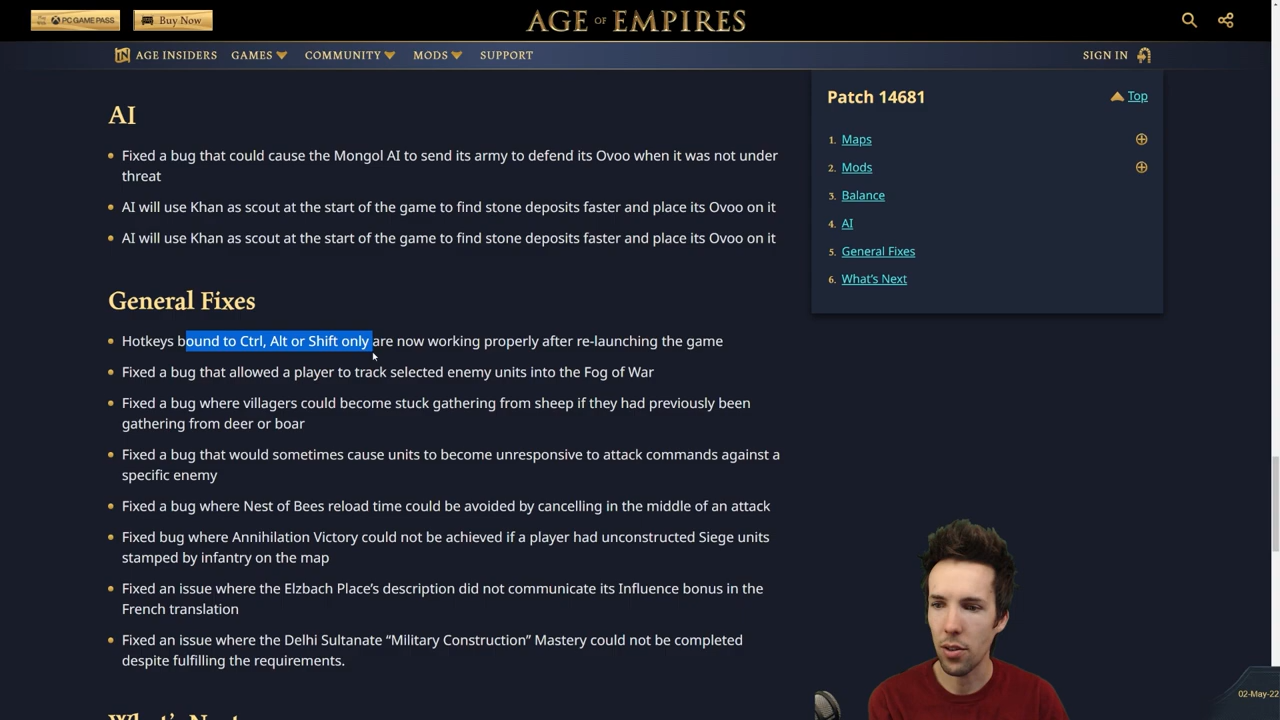 PC GAME PASS
Buy Now
AGE OF EMPIRES
AGE INSIDERS
GAMES
COMMUNITY
MODS
SUPPORT
SIGN IN
AI
Fixed a bug that could cause the Mongol AI to send its army to defend its Ovoo when it was not under
threat
AI will use Khan as scout at the start of the game to find stone deposits faster and place its Ovoo on it
AI will use Khan as scout at the start of the game to find stone deposits faster and place its Ovoo on it
General Fixes
Hotkeys bound to Ctrl, Alt or Shift only are now working properly after re-launching the game
Fixed a bug that allowed a player to track selected enemy units into the Fog of War
Fixed a bug where villagers could become stuck gathering from sheep if they had previously been
gathering from deer or boar
Fixed a bug that would sometimes cause units to become unresponsive to attack commands against a
specific enemy
Fixed a bug where Nest of Bees reload time could be avoided by cancelling in the middle of an attack
Fixed bug where Annihilation Victory could not be achieved if a player had unconstructed Siege units
stamped by infantry on the map
Fixed an issue where the Elzbach Place's description did not communicate its Influence bonus in the
French translation
Fixed an issue where the Delhi Sultanate “Military Construction” Mastery could not be completed
despite fulfilling the requirements.
What's Next
Patch 14681
Top
1. Maps
2. Mods
3. Balance
4. AI
5. General Fixes
6. What's Next
02-May-22